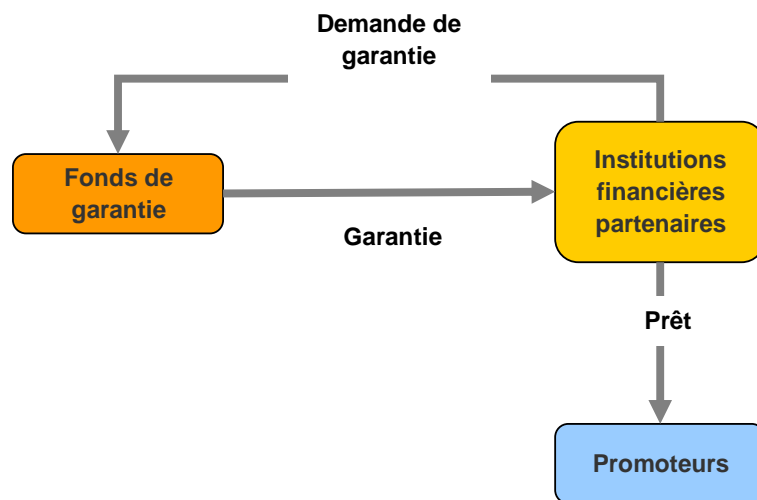 Demande de
garantie
Fonds de
garantie
Institutions
financières
partenaires
Garantie
Prêt
Promoteurs